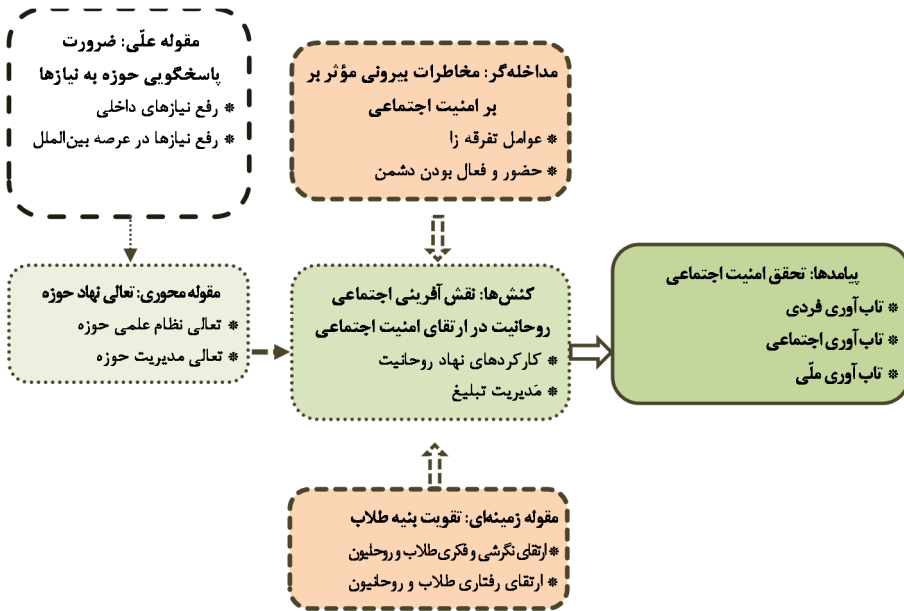 مقوله علّی: ضرورت
پاسخگویی حوزه به نیازها
* رفع نیازهای داخلی
* رفع نیازها در عرصه بین‌الملل
مداخله‌گر: مخاطرات بیرونی مؤثر بر
بر امنیت اجتماعی
* عوامل تفرقه زا
* حضور و فعال بودن دشمن
مقوله محوری: تعالی نهاد حوزه
* تعالی نظام علمی حوزه
* تعالی مدیریت حوزه
کنش‌ها: نقش آفرینی اجتماعی
روحانیت در ارتقای امنیت اجتماعی
* کارکردهای نهاد روحانیت
* مَدیریت تبلیغ
پیامدها: تحقق امنیت اجتماعی
* تاب آوری فردی
* تاب آوری اجتماعی
* تاب آوری ملّی
مقوله زمینه‌ای: تقویت بنیه طلاب
* ارتقای نگرشی و فکری طلاب و روحلیون
* ارتقای رفتاری طلاب و روحانیون